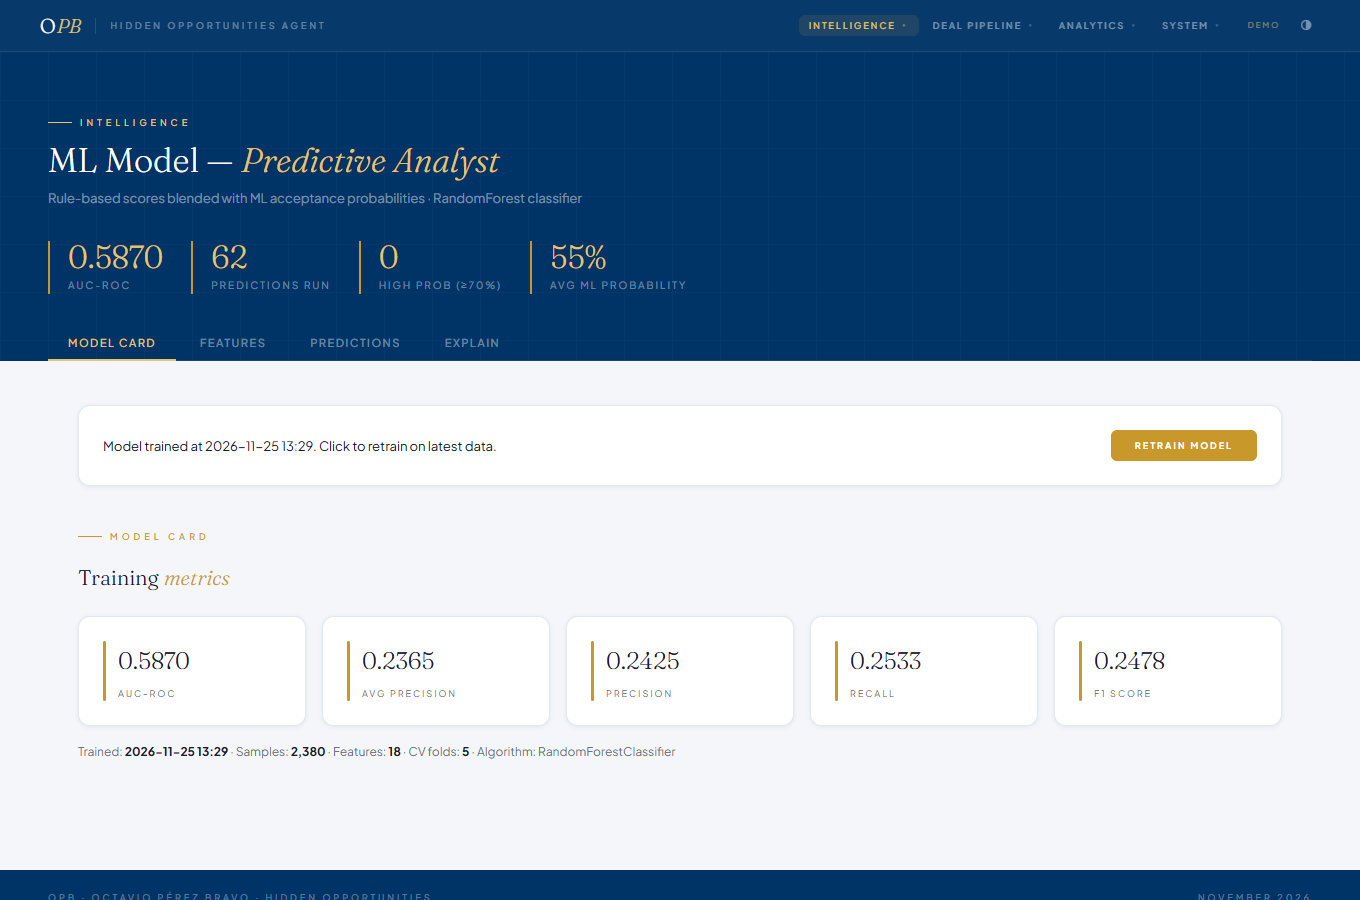 OPB HIDDEN OPPORTUNITIES AGENT INTELLIGENCE DEAL PIPELINE ANALYTICS SYSTEM DEMO
INTELLIGENCE
ML Model — Predictive Analyst
Rule-based scores blended with ML acceptance probabilities · RandomForest classifier
0.5870 62 0 55%
AUC-ROC PREDICTIONS RUN HIGH PROB (≥70%) AVG ML PROBABILITY
MODEL CARD FEATURES PREDICTIONS EXPLAIN
Model trained at 2026-11-25 13:29. Click to retrain on latest data. RETRAIN MODEL
MODEL CARD
Training metrics
0.5870 0.2365 0.2425 0.2533 0.2478
AUC-ROC AVG PRECISION PRECISION RECALL F1 SCORE
Trained: 2026-11-25 13:29 · Samples: 2,380 · Features: 18 · CV folds: 5 · Algorithm: RandomForestClassifier
OPB · OCTAVIO PÉREZ BRAVO · HIDDEN OPPORTUNITIES NOVEMBER 2026